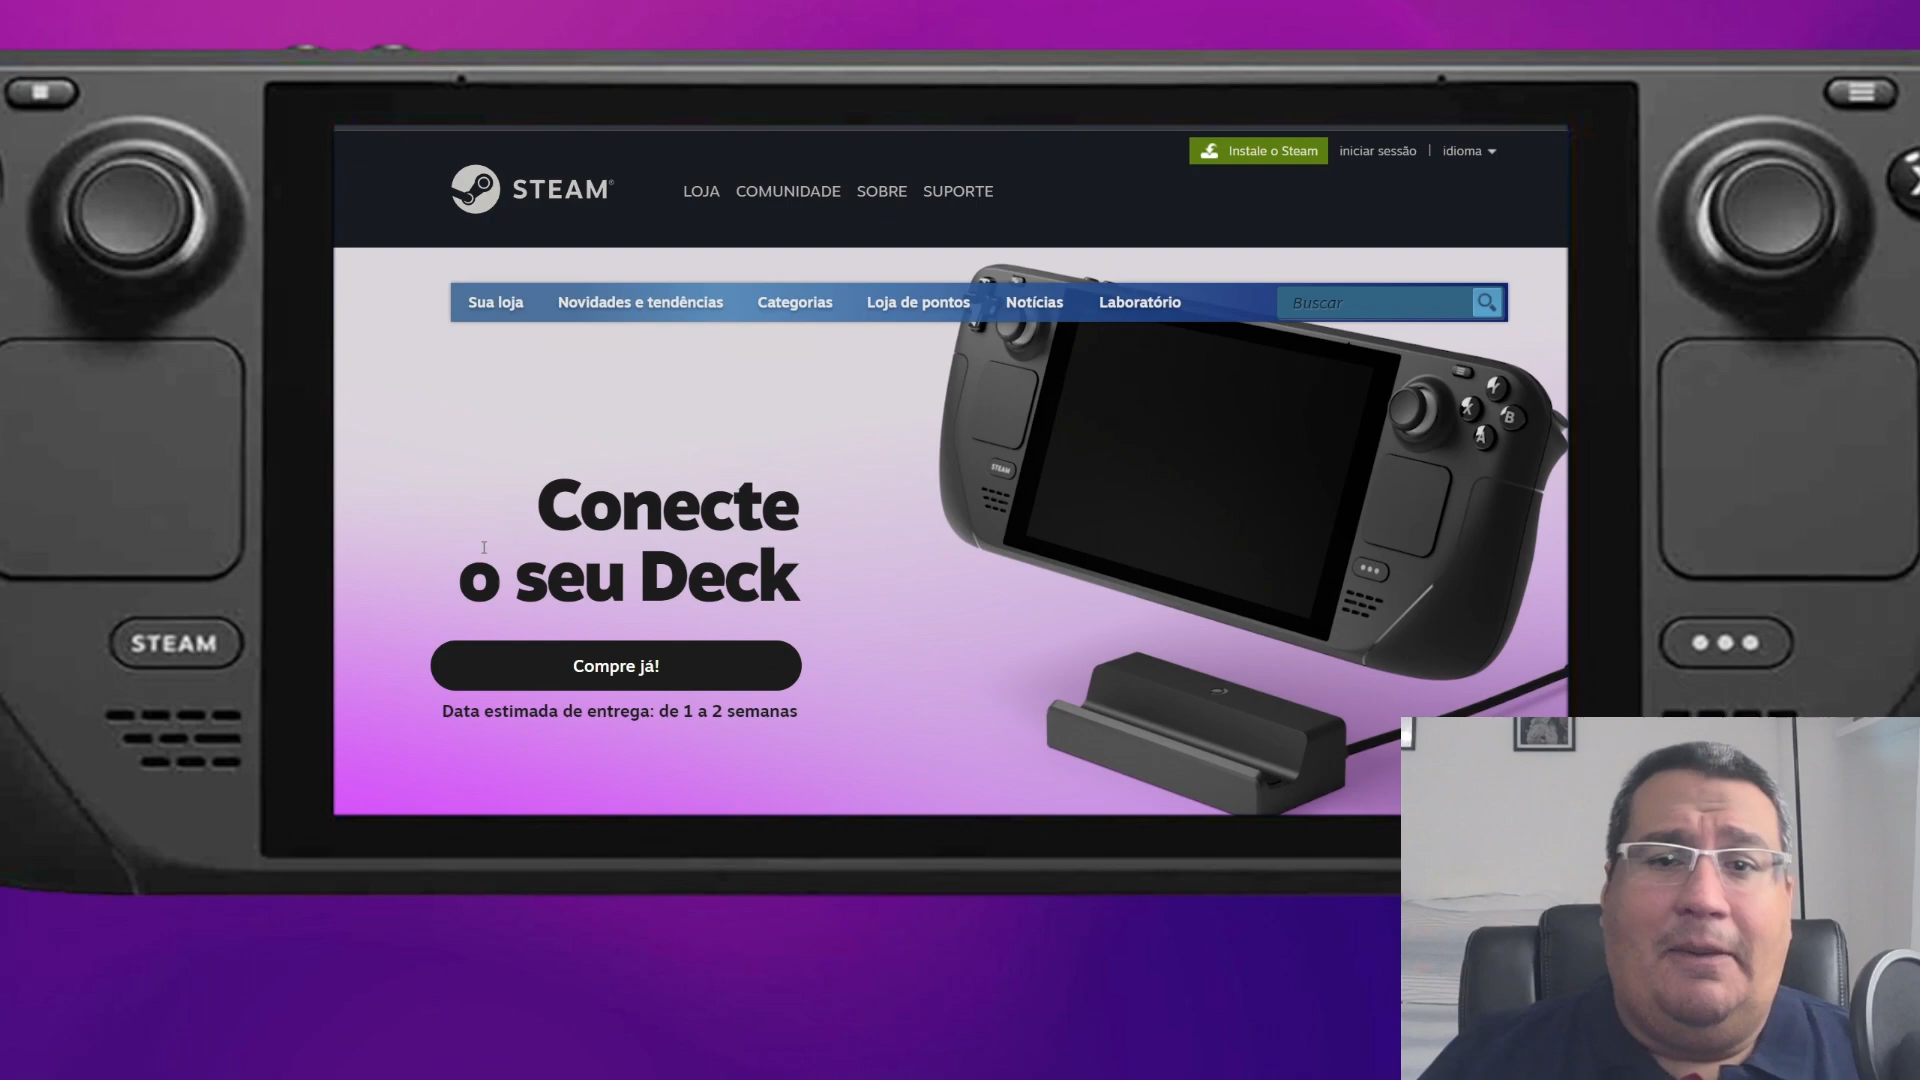 Instale o Steam
iniciar sessão | idioma
STEAM®
LOJA COMUNIDADE SOBRE SUPORTE
Sua loja Novidades e tendências Categorias Loja de pontos Notícias Laboratório Buscar
Conecte
o seu Deck
Compre já!
Data estimada de entrega: de 1 a 2 semanas
STEAM
Y
X
B
A
STEAM
X